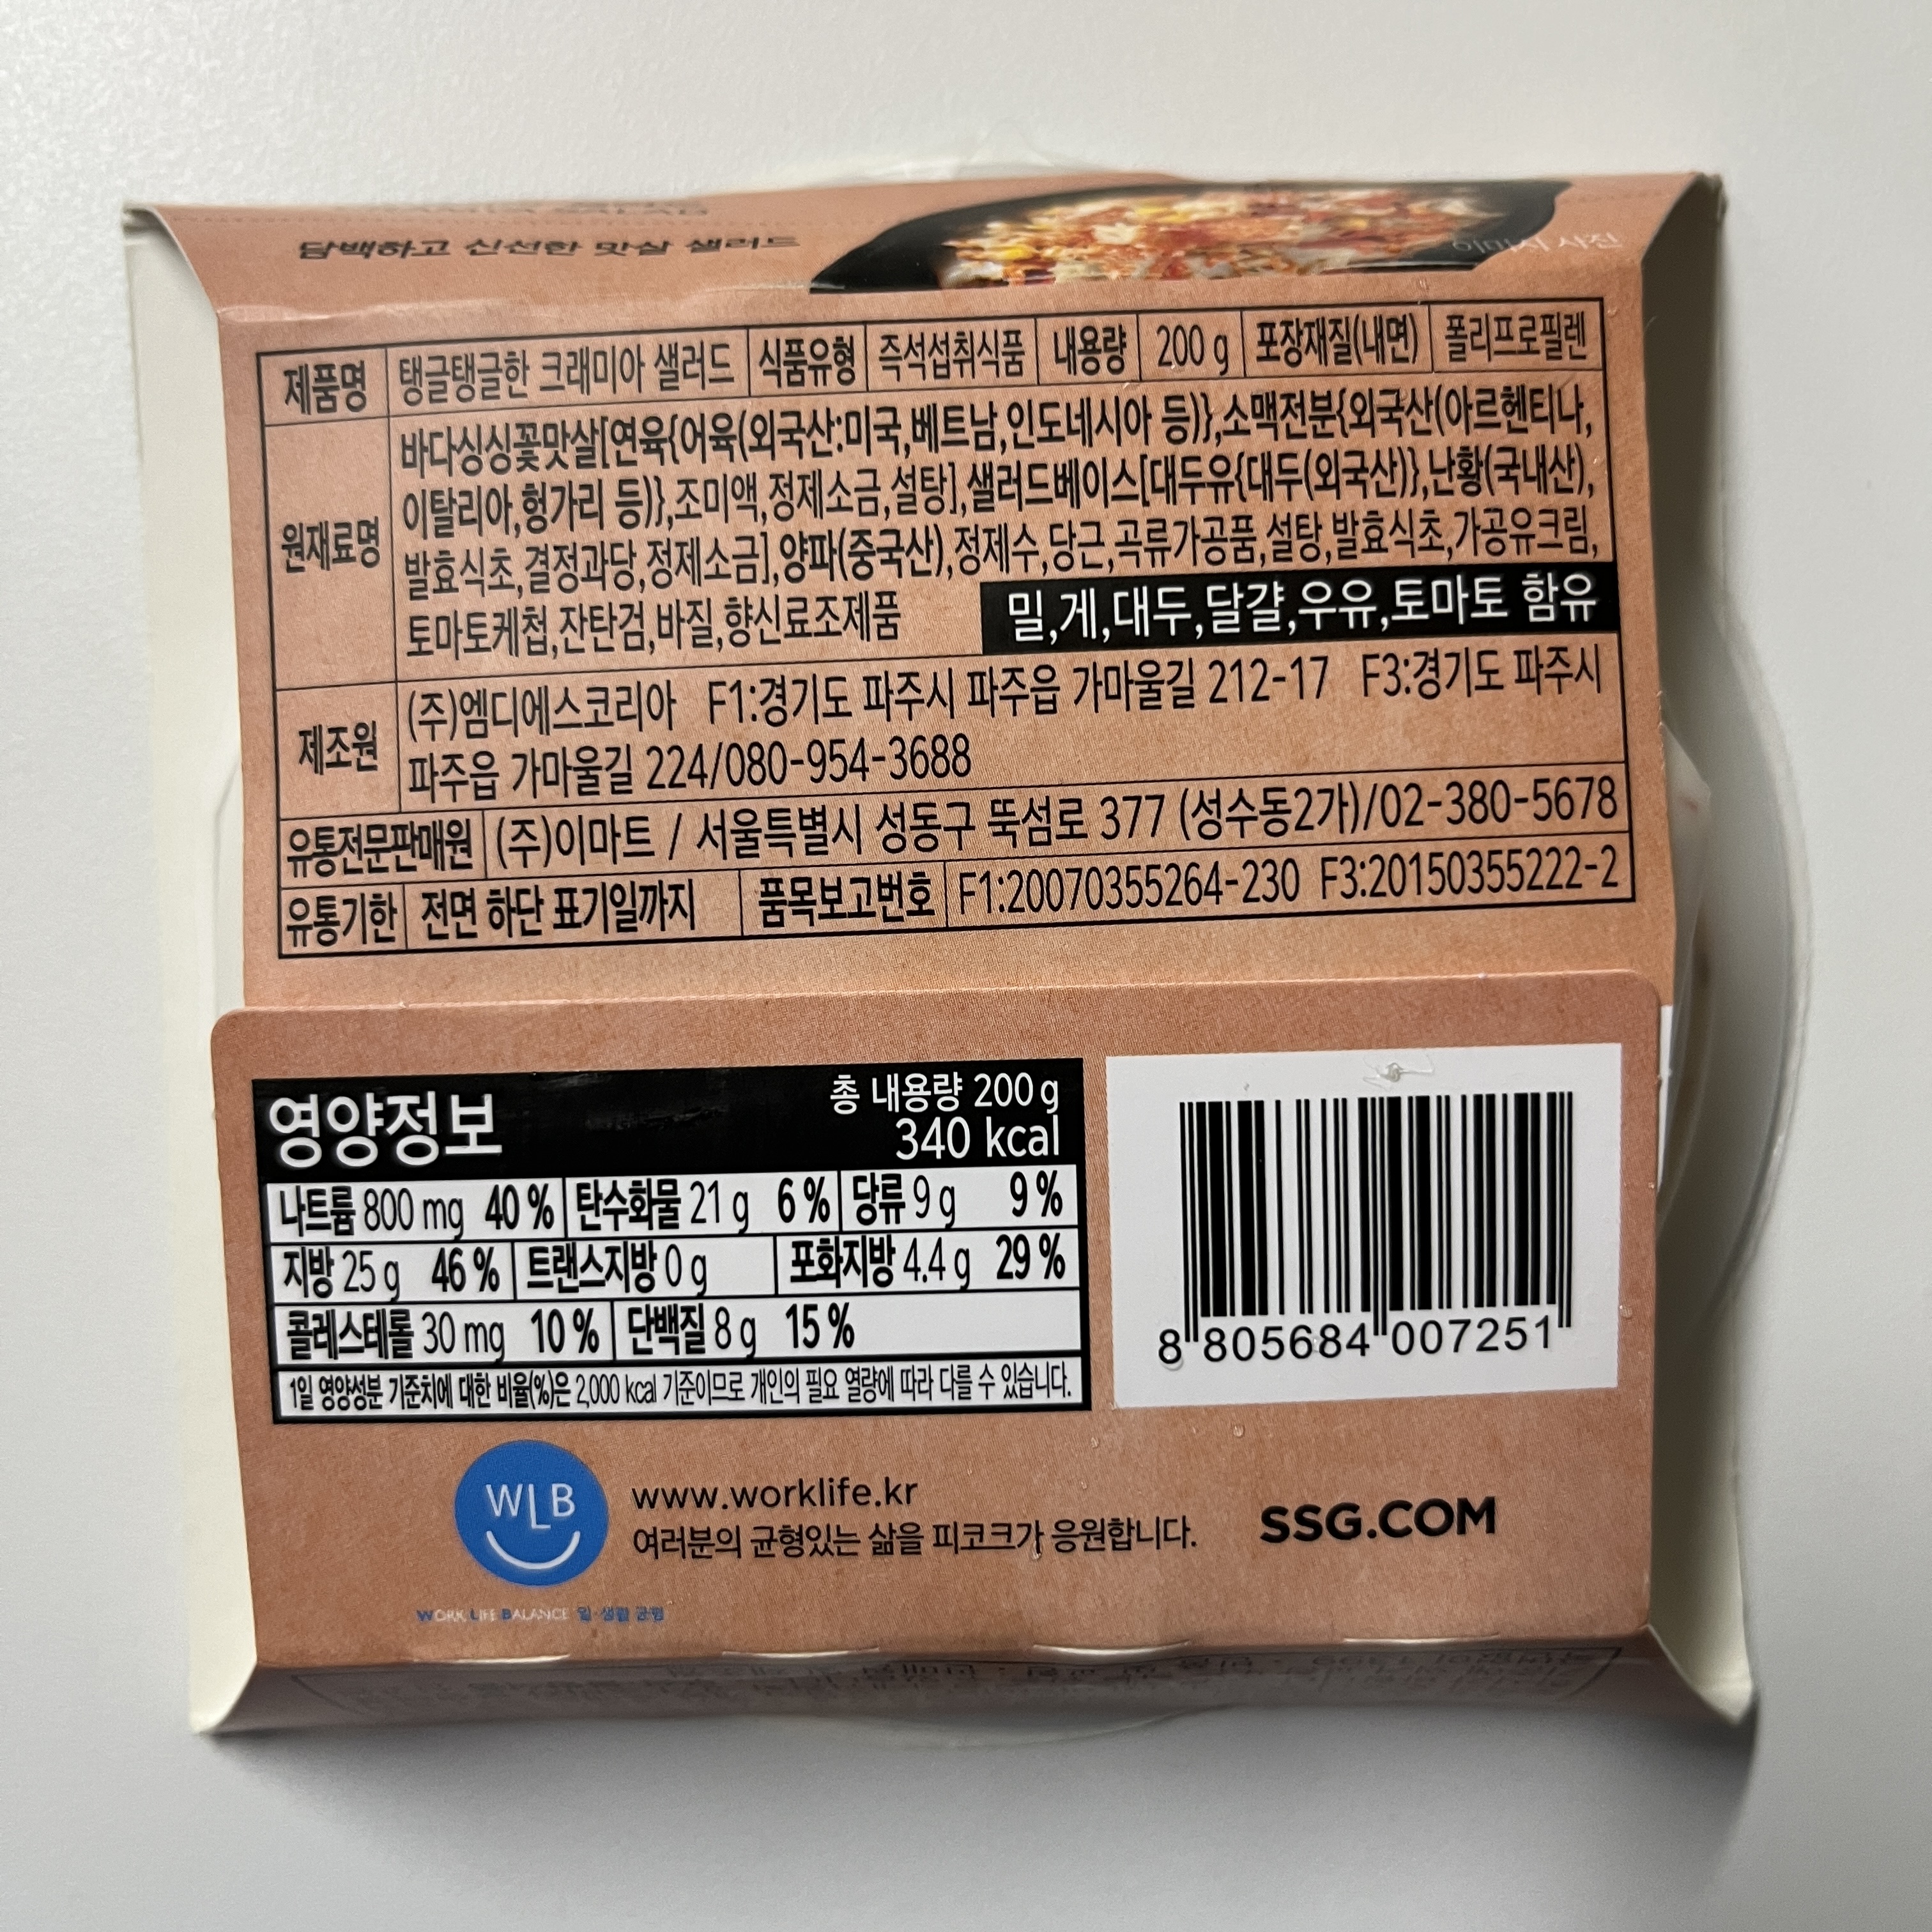 담백하고 신선한 맛살 샐러드
이미지 사진
제품명 탱글탱글한 크래미아 샐러드 식품유형 즉석섭취식품 내용량 200 g 포장재질(내면) 폴리프로필렌
원재료명
바다싱싱꽃맛살[연육{어육(외국산:미국,베트남,인도네시아 등)},소맥전분{외국산(아르헨티나,
이탈리아,헝가리 등)},조미액,정제소금,설탕],샐러드베이스[대두유{대두(외국산)},난황(국내산),
발효식초,결정과당,정제소금],양파(중국산),정제수,당근,곡류가공품,설탕,발효식초,가공유크림,
토마토케첩,잔탄검,바질,향신료조제품 밀,게,대두,달걀,우유,토마토 함유
제조원
(주)엠디에스코리아 F1:경기도 파주시 파주읍 가마울길 212-17 F3:경기도 파주시
파주읍 가마울길 224/080-954-3688
유통전문판매원 (주)이마트 / 서울특별시 성동구 뚝섬로 377 (성수동2가)/02-380-5678
유통기한 전면 하단 표기일까지 품목보고번호 F1:20070355264-230 F3:20150355222-2
영양정보 총 내용량 200 g
340 kcal
나트륨 800 mg 40 % 탄수화물 21 g 6 % 당류 9 g 9 %
지방 25 g 46 % 트랜스지방 0 g 포화지방 4.4 g 29 %
콜레스테롤 30 mg 10 % 단백질 8 g 15 %
1일 영양성분 기준치에 대한 비율(%)은 2,000 kcal 기준이므로 개인의 필요 열량에 따라 다를 수 있습니다.
8 805684 007251
WLB
www.worklife.kr
여러분의 균형있는 삶을 피코크가 응원합니다.
SSG.COM
WORK LIFE BALANCE 일·생활 균형